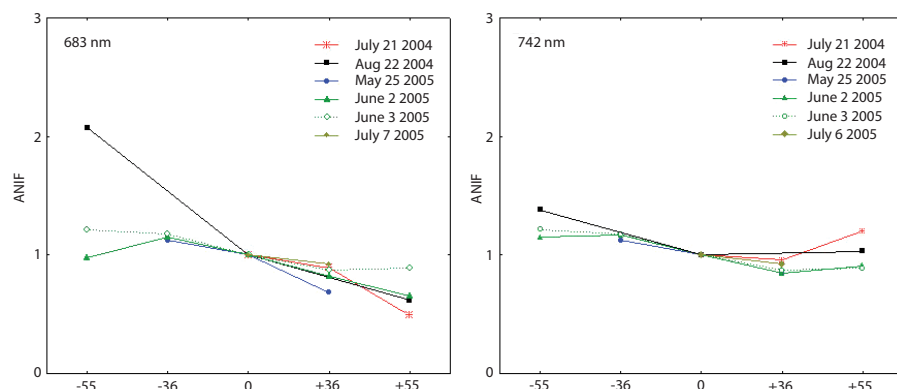 683 nm
July 21 2004
Aug 22 2004
May 25 2005
June 2 2005
June 3 2005
July 7 2005
ANIF
3
2
1
0
-55 -36 0 +36 +55
742 nm
July 21 2004
Aug 22 2004
May 25 2005
June 2 2005
June 3 2005
July 6 2005
ANIF
3
2
1
0
-55 -36 0 +36 +55